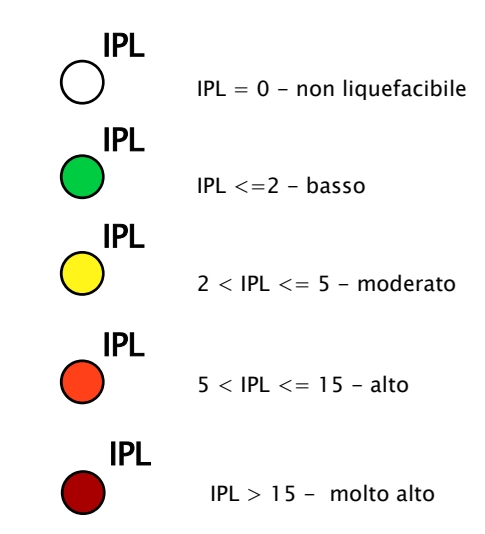 IPL
IPL = 0 – non liquefacibile
IPL
IPL <=2 – basso
IPL
2 < IPL <= 5 – moderato
IPL
5 < IPL <= 15 – alto
IPL
IPL > 15 –  molto alto